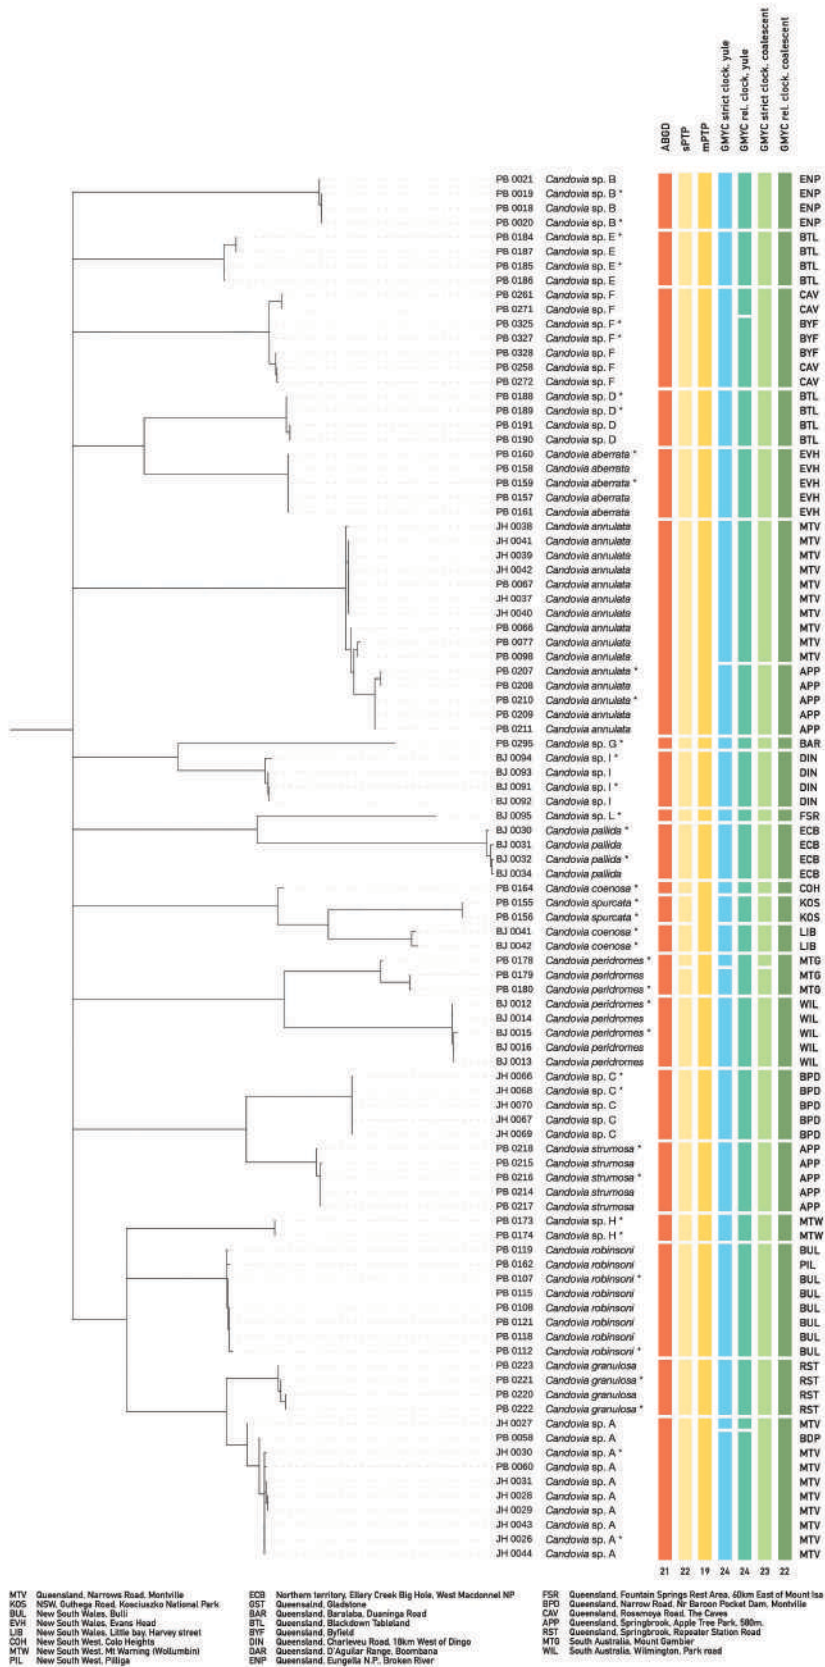 ABGD
sPTP
mPTP
GMYC strict clock, yule
GMYC rel. clock, yule
GMYC strict clock, coalescent
GMYC rel. clock, coalescent
PB 0021 Candovia sp. B ENP
PB 0019 Candovia sp. B * ENP
PB 0018 Candovia sp. B ENP
PB 0020 Candovia sp. B * ENP
PB 0184 Candovia sp. E * BTL
PB 0187 Candovia sp. E BTL
PB 0185 Candovia sp. E * BTL
PB 0186 Candovia sp. E BTL
PB 0261 Candovia sp. F CAV
PB 0271 Candovia sp. F CAV
PB 0325 Candovia sp. F * BYF
PB 0327 Candovia sp. F * BYF
PB 0328 Candovia sp. F BYF
PB 0258 Candovia sp. F CAV
PB 0272 Candovia sp. F CAV
PB 0188 Candovia sp. D * BTL
PB 0189 Candovia sp. D * BTL
PB 0191 Candovia sp. D BTL
PB 0190 Candovia sp. D BTL
PB 0160 Candovia aberrata * EVH
PB 0158 Candovia aberrata EVH
PB 0159 Candovia aberrata * EVH
PB 0157 Candovia aberrata EVH
PB 0161 Candovia aberrata EVH
JH 0038 Candovia annulata MTV
JH 0041 Candovia annulata MTV
JH 0039 Candovia annulata MTV
JH 0042 Candovia annulata MTV
PB 0067 Candovia annulata MTV
JH 0037 Candovia annulata MTV
JH 0040 Candovia annulata MTV
PB 0066 Candovia annulata MTV
PB 0077 Candovia annulata MTV
PB 0098 Candovia annulata MTV
PB 0207 Candovia annulata * APP
PB 0208 Candovia annulata APP
PB 0210 Candovia annulata * APP
PB 0209 Candovia annulata APP
PB 0211 Candovia annulata APP
PB 0295 Candovia sp. G * BAR
BJ 0094 Candovia sp. I * DIN
BJ 0093 Candovia sp. I DIN
BJ 0091 Candovia sp. I * DIN
BJ 0092 Candovia sp. I DIN
BJ 0095 Candovia sp. L * FSR
BJ 0030 Candovia pallida * ECB
BJ 0031 Candovia pallida ECB
BJ 0032 Candovia pallida * ECB
BJ 0034 Candovia pallida ECB
PB 0164 Candovia coenosa * COH
PB 0155 Candovia spurcata * KOS
PB 0156 Candovia spurcata * KOS
BJ 0041 Candovia coenosa * LIB
BJ 0042 Candovia coenosa * LIB
PB 0178 Candovia peridromes * MTG
PB 0179 Candovia peridromes MTG
PB 0180 Candovia peridromes * MTG
BJ 0012 Candovia peridromes * WIL
BJ 0014 Candovia peridromes WIL
BJ 0015 Candovia peridromes * WIL
BJ 0016 Candovia peridromes WIL
BJ 0013 Candovia peridromes WIL
JH 0066 Candovia sp. C * BPD
JH 0068 Candovia sp. C * BPD
JH 0070 Candovia sp. C BPD
JH 0067 Candovia sp. C BPD
JH 0069 Candovia sp. C BPD
PB 0218 Candovia strumosa * APP
PB 0215 Candovia strumosa APP
PB 0216 Candovia strumosa * APP
PB 0214 Candovia strumosa APP
PB 0217 Candovia strumosa APP
PB 0173 Candovia sp. H * MTW
PB 0174 Candovia sp. H * MTW
PB 0119 Candovia robinsoni BUL
PB 0162 Candovia robinsoni PIL
PB 0107 Candovia robinsoni * BUL
PB 0115 Candovia robinsoni BUL
PB 0108 Candovia robinsoni BUL
PB 0121 Candovia robinsoni BUL
PB 0118 Candovia robinsoni BUL
PB 0112 Candovia robinsoni * BUL
PB 0223 Candovia granulosa RST
PB 0221 Candovia granulosa * RST
PB 0220 Candovia granulosa RST
PB 0222 Candovia granulosa * RST
JH 0027 Candovia sp. A MTV
PB 0058 Candovia sp. A BDP
JH 0030 Candovia sp. A * MTV
PB 0060 Candovia sp. A MTV
JH 0031 Candovia sp. A MTV
JH 0028 Candovia sp. A MTV
JH 0029 Candovia sp. A MTV
JH 0043 Candovia sp. A MTV
JH 0026 Candovia sp. A * MTV
JH 0044 Candovia sp. A MTV
21 22 19 24 24 23 22
MTV Queensland, Narrows Road, Montville
KOS NSW, Guthega Road, Kosciuszko National Park
BUL New South Wales, Bulli
EVH New South Wales, Evans Head
LIB New South Wales, Little bay, Harvey street
COH New South West, Colo Heights
MTW New South West, Mt Warning (Wollumbin)
PIL New South West, Pilliga
ECB Northern territory, Ellery Creek Big Hole, West Macdonnel NP
GST Queensland, Gladstone
BAR Queensland, Baralaba, Duaninga Road
BTL Queensland, Blackdown Tableland
BYF Queensland, Byfield
DIN Queensland, Charlevue Road, 18km West of Dingo
DAR Queensland, D'Aguilar Range, Boombana
ENP Queensland, Eungella N.P., Broken River
FSR Queensland, Fountain Springs Rest Area, 60km East of Mount Isa
BPD Queensland, Narrow Road, Nr Baroon Pocket Dam, Montville
CAV Queensland, Rosemoya Road, The Caves
APP Queensland, Springbrook, Apple Tree Park, 580m.
RST Queensland, Springbrook, Repeater Station Road
MTG South Australia, Mount Gambier
WIL South Australia, Wilmington, Park road